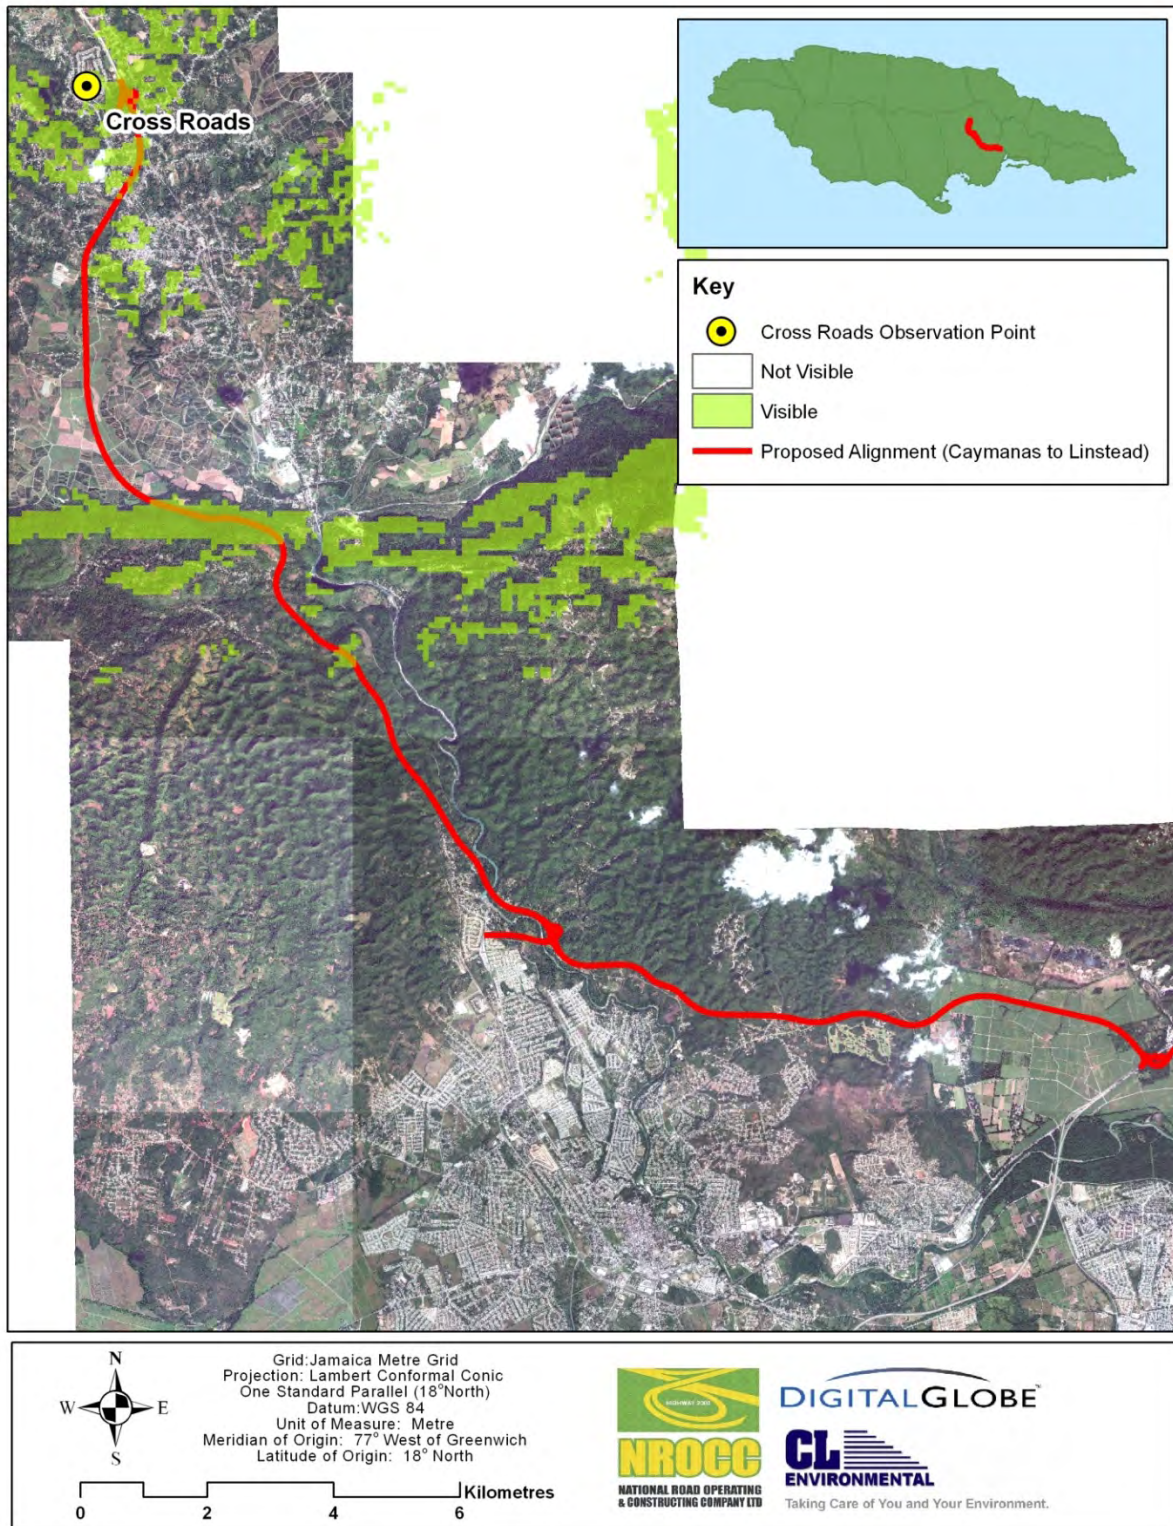 Cross Roads
Key
Cross Roads Observation Point
Not Visible
Visible
Proposed Alignment (Caymanas to Linstead)
N
W E
S
Grid:Jamaica Metre Grid
Projection: Lambert Conformal Conic
One Standard Parallel (18°North)
Datum:WGS 84
Unit of Measure: Metre
Meridian of Origin: 77° West of Greenwich
Latitude of Origin: 18° North
Kilometres
0 2 4 6
HIGHWAY 2000
NROCC
NATIONAL ROAD OPERATING
& CONSTRUCTING COMPANY LTD
DIGITALGLOBE™
CL
ENVIRONMENTAL
Taking Care of You and Your Environment.